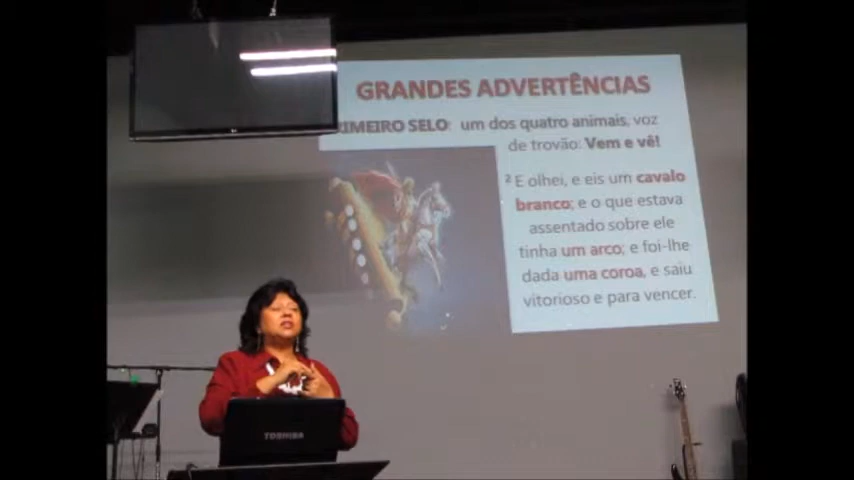 GRANDES ADVERTÊNCIAS
RIMEIRO SELO: um dos quatro animais, voz
de trovão: Vem e vê!
² E olhei, e eis um cavalo
branco; e o que estava
assentado sobre ele
tinha um arco; e foi-lhe
dada uma coroa, e saiu
vitorioso e para vencer.
TOSHIBA